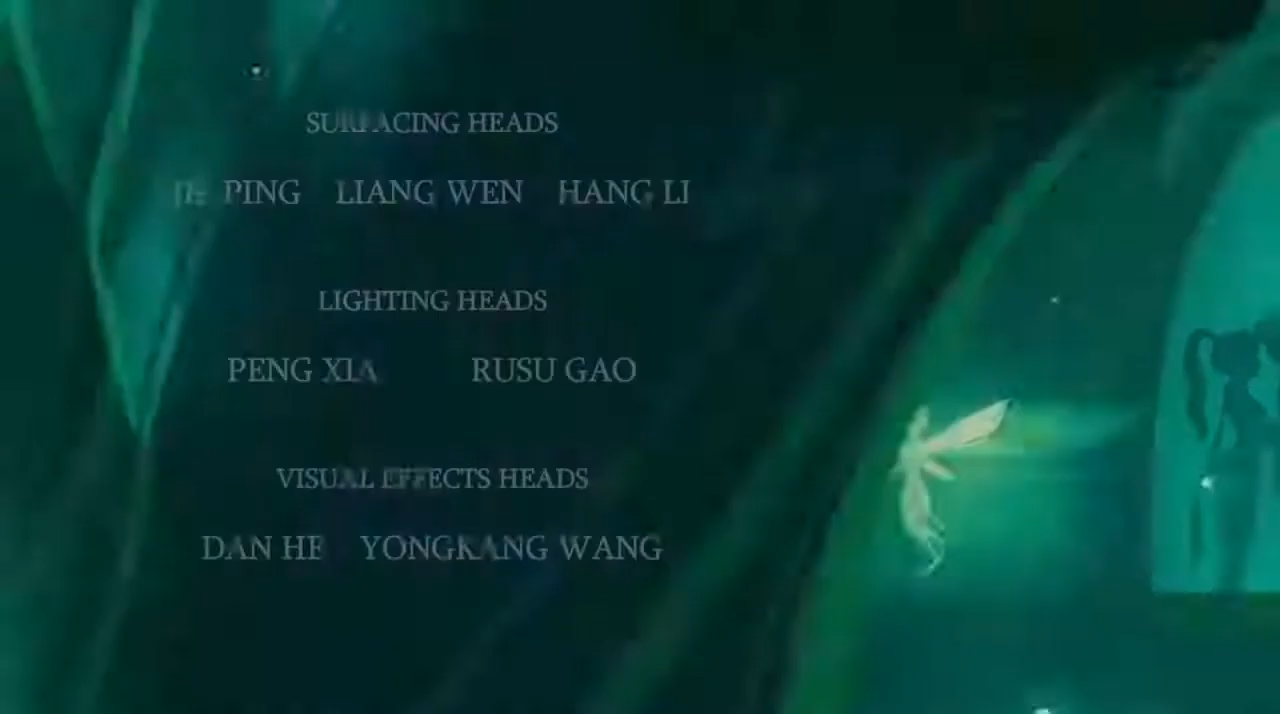 SURFACING HEADS
PING LIANG WEN HANG LI
LIGHTING HEADS
PENG XIA RUSU GAO
VISUAL EFFECTS HEADS
DAN HE YONGKANG WANG